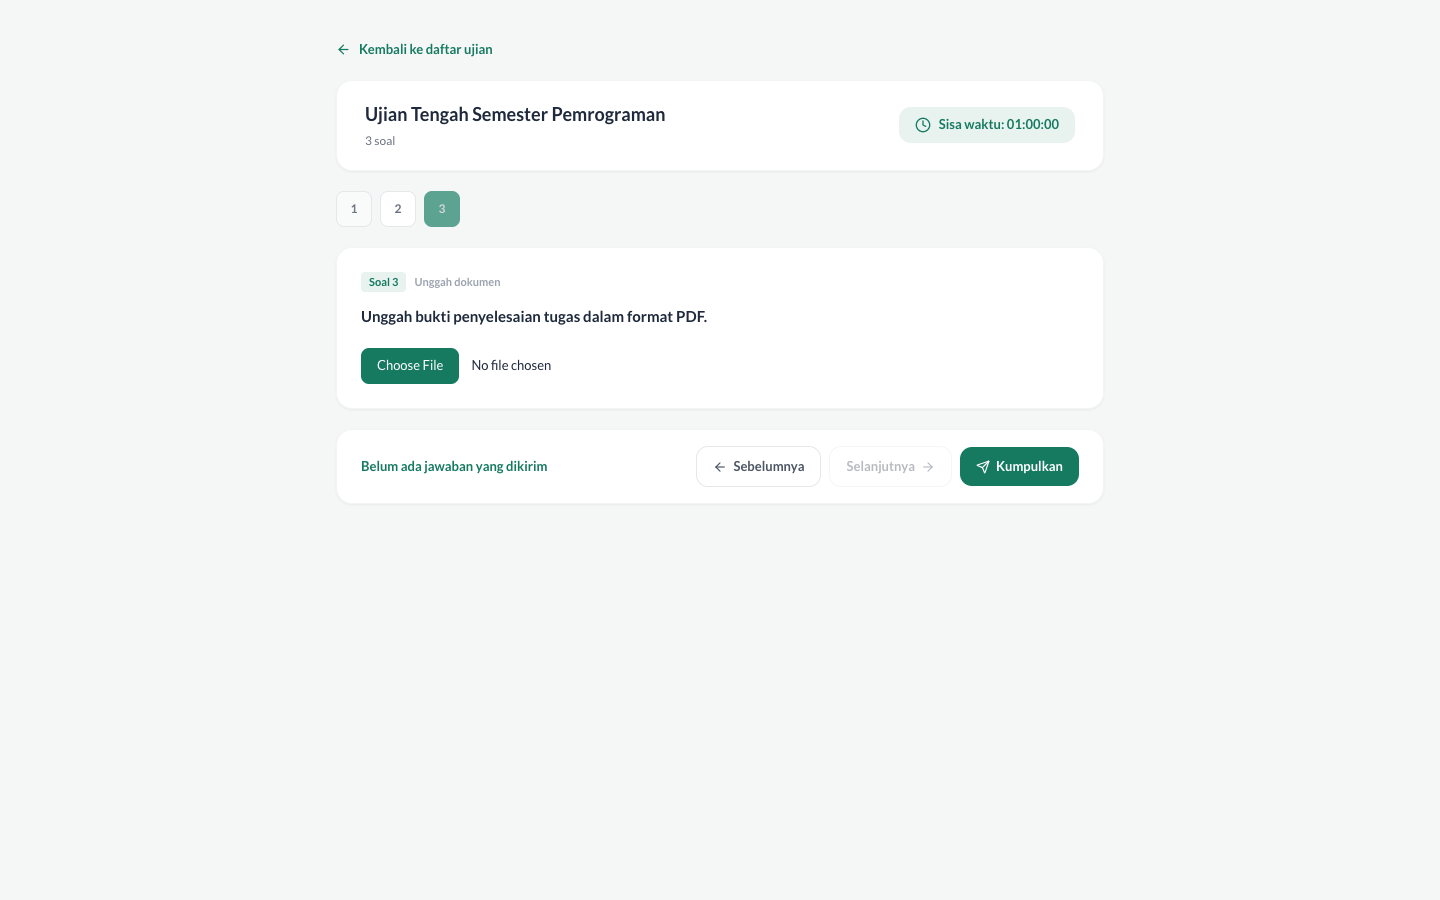 Kembali ke daftar ujian
Ujian Tengah Semester Pemrograman
3 soal
Sisa waktu: 01:00:00
1 2 3
Soal 3 Unggah dokumen
Unggah bukti penyelesaian tugas dalam format PDF.
Choose File No file chosen
Belum ada jawaban yang dikirim Sebelumnya Selanjutnya Kumpulkan